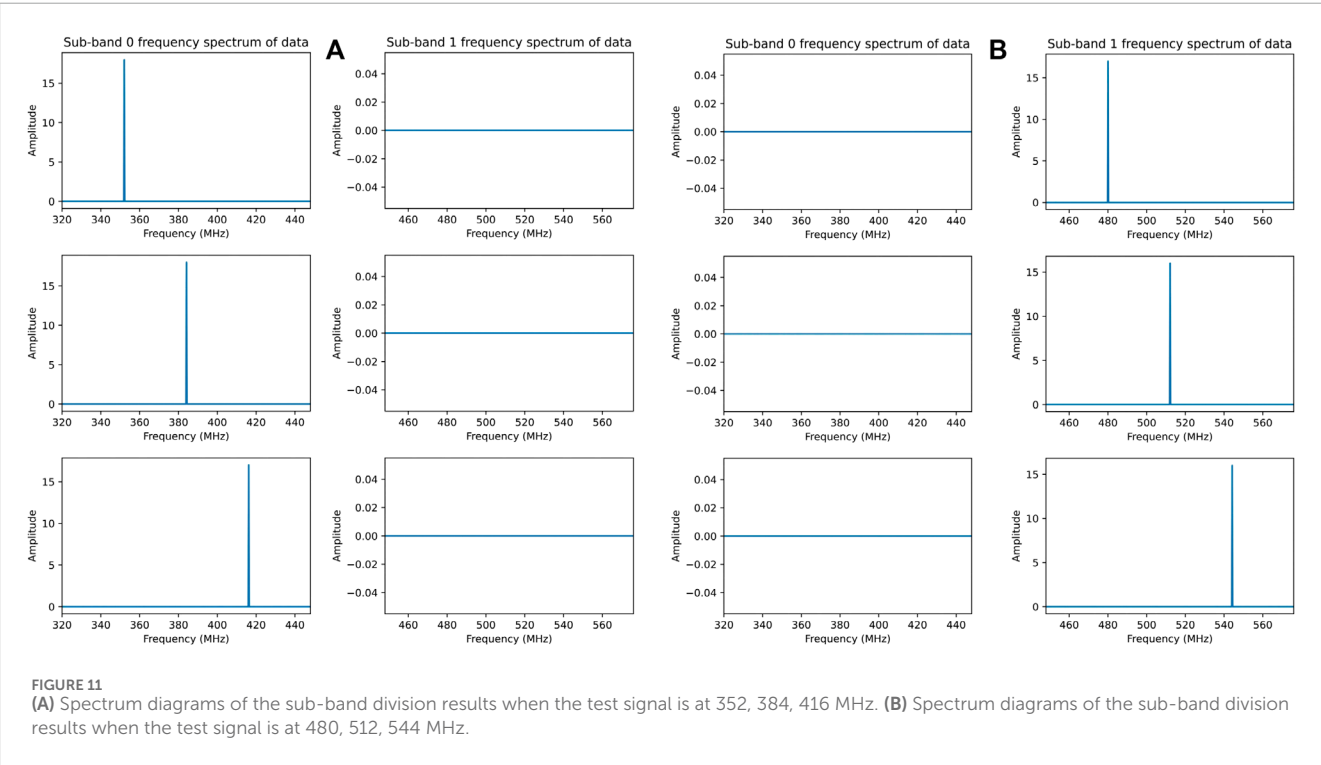 Sub-band 0 frequency spectrum of data
A
Sub-band 1 frequency spectrum of data
Sub-band 0 frequency spectrum of data
B
Sub-band 1 frequency spectrum of data
Amplitude
15
10
5
0
320 340 360 380 400 420 440
Frequency (MHz)
Amplitude
0.04
0.02
0.00
−0.02
−0.04
460 480 500 520 540 560
Frequency (MHz)
Amplitude
0.04
0.02
0.00
−0.02
−0.04
320 340 360 380 400 420 440
Frequency (MHz)
Amplitude
15
10
5
0
460 480 500 520 540 560
Frequency (MHz)
Amplitude
15
10
5
0
320 340 360 380 400 420 440
Frequency (MHz)
Amplitude
0.04
0.02
0.00
−0.02
−0.04
460 480 500 520 540 560
Frequency (MHz)
Amplitude
0.04
0.02
0.00
−0.02
−0.04
320 340 360 380 400 420 440
Frequency (MHz)
Amplitude
15
10
5
0
460 480 500 520 540 560
Frequency (MHz)
Amplitude
15
10
5
0
320 340 360 380 400 420 440
Frequency (MHz)
Amplitude
0.04
0.02
0.00
−0.02
−0.04
460 480 500 520 540 560
Frequency (MHz)
Amplitude
0.04
0.02
0.00
−0.02
−0.04
320 340 360 380 400 420 440
Frequency (MHz)
Amplitude
15
10
5
0
460 480 500 520 540 560
Frequency (MHz)
FIGURE 11
(A) Spectrum diagrams of the sub-band division results when the test signal is at 352, 384, 416 MHz. (B) Spectrum diagrams of the sub-band division
results when the test signal is at 480, 512, 544 MHz.